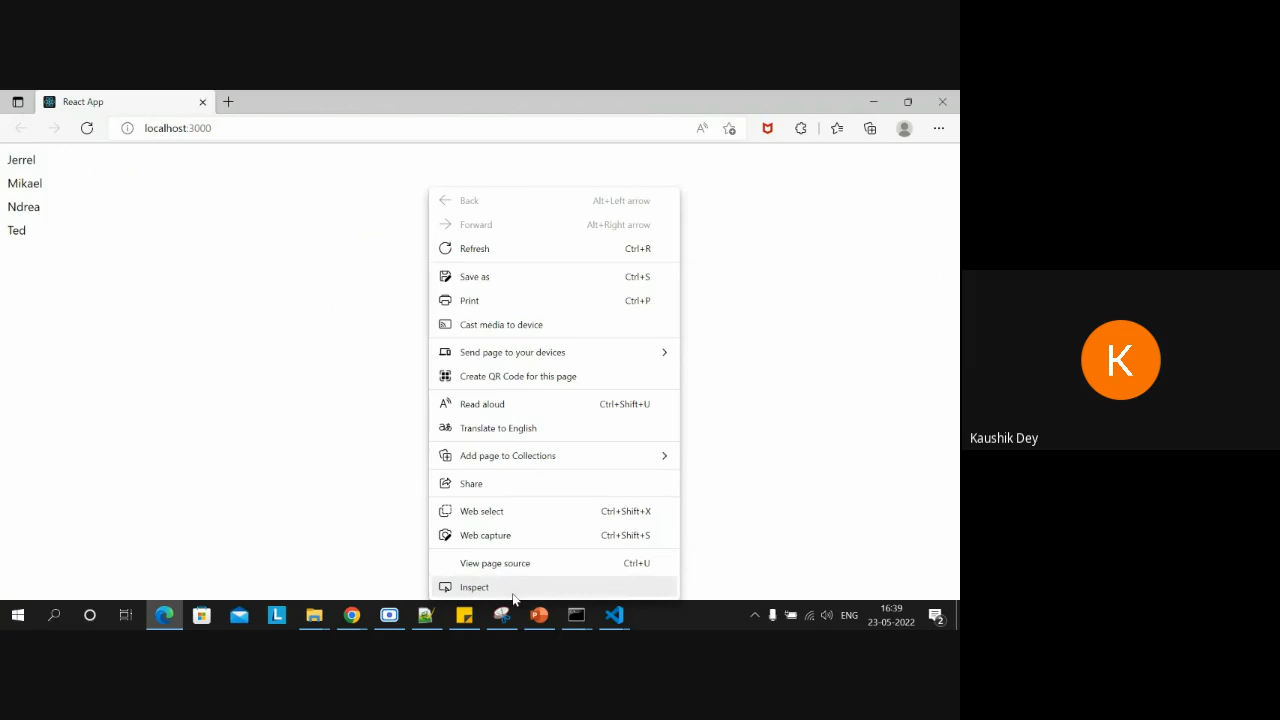 React App
localhost:3000
Jerrel
Mikael
Ndrea
Ted
Back Alt+Left arrow
Forward Alt+Right arrow
Refresh Ctrl+R
Save as Ctrl+S
Print Ctrl+P
Cast media to device
Send page to your devices
Create QR Code for this page
Read aloud Ctrl+Shift+U
Translate to English
Add page to Collections
Share
Web select Ctrl+Shift+X
Web capture Ctrl+Shift+S
View page source Ctrl+U
Inspect
ENG
16:39
23-05-2022
2
K
Kaushik Dey